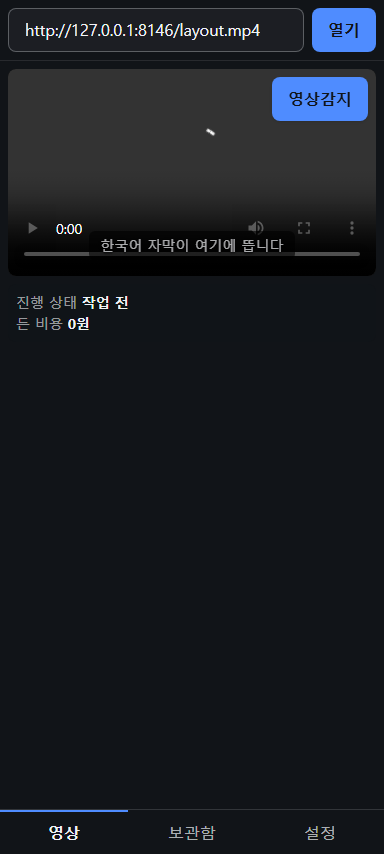 http://127.0.0.1:8146/layout.mp4
열기
영상감지
0:00
한국어 자막이 여기에 뜹니다
진행 상태 작업 전
든 비용 0원
영상
보관함
설정